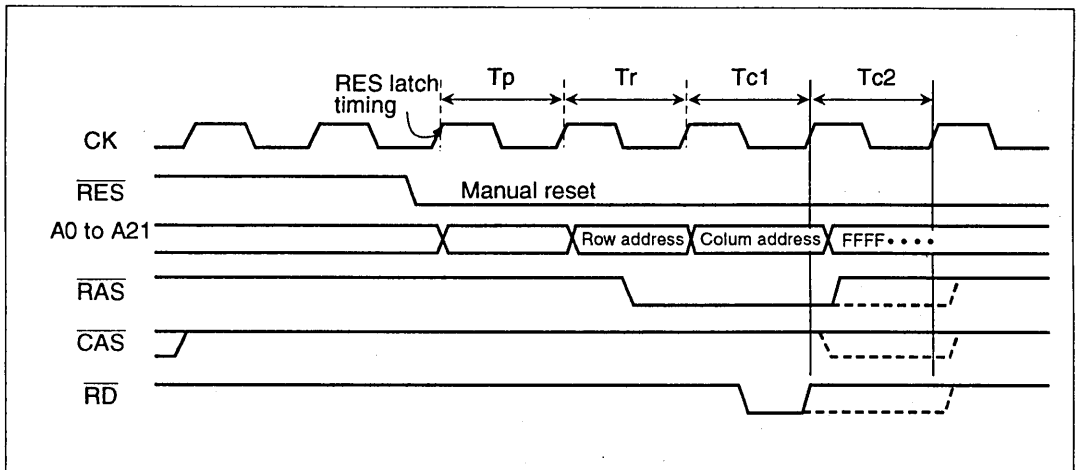 RES latch
timing
Tp Tr Tc1 Tc2
CK
RES
Manual reset
A0 to A21
Row address
Colum address
FFFF • • • •
RAS
CAS
RD